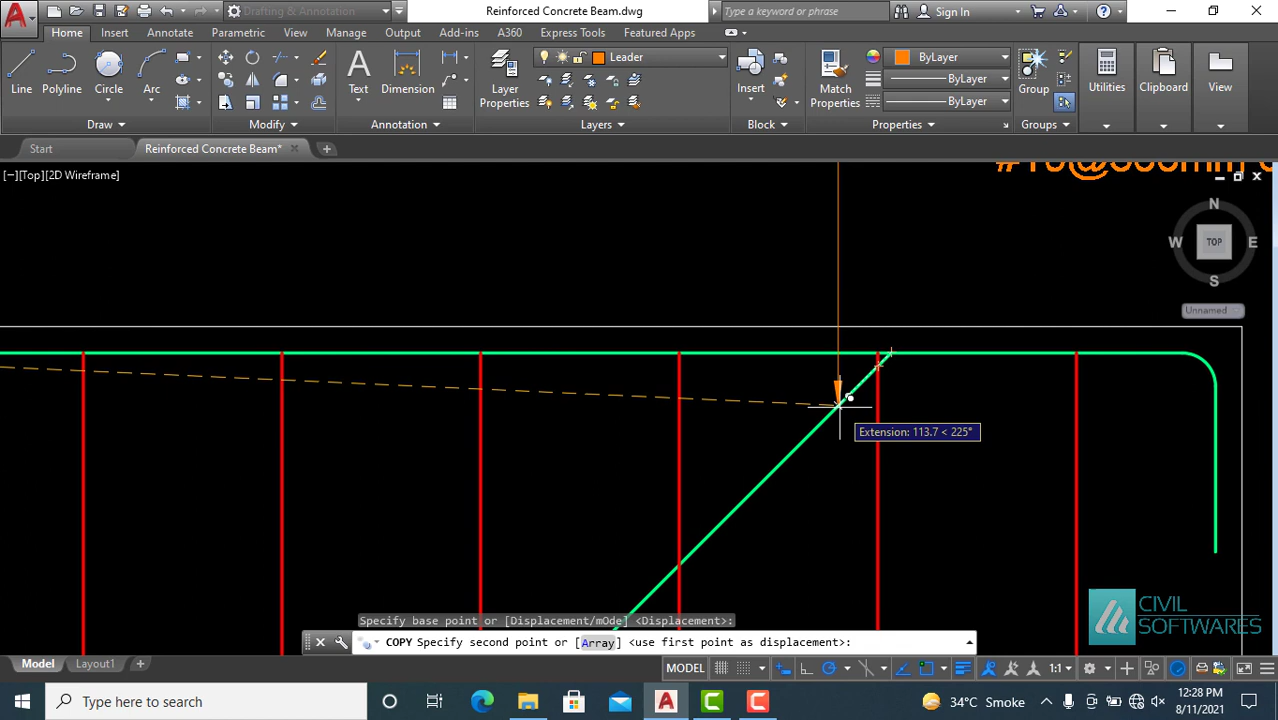 Drafting & Annotation
Reinforced Concrete Beam.dwg
Type a keyword or phrase
Sign In
Home
Insert
Annotate
Parametric
View
Manage
Output
Add-ins
A360
Express Tools
Featured Apps
Line
Polyline
Circle
Arc
Text
Dimension
Layer
Properties
Leader
Insert
Match
Properties
ByLayer
ByLayer
ByLayer
Group
Utilities
Clipboard
View
Draw
Modify
Annotation
Layers
Block
Properties
Groups
Start
Reinforced Concrete Beam*
[−][Top][2D Wireframe]
N
W
TOP
E
S
Unnamed
Extension: 113.7 < 225°
CIVIL
SOFTWARES
Specify base point or [Displacement/mOde] <Displacement>:
COPY Specify second point or [Array] <use first point as displacement>:
Model
Layout1
MODEL
1:1
Type here to search
34°C Smoke
12:28 PM
8/11/2021